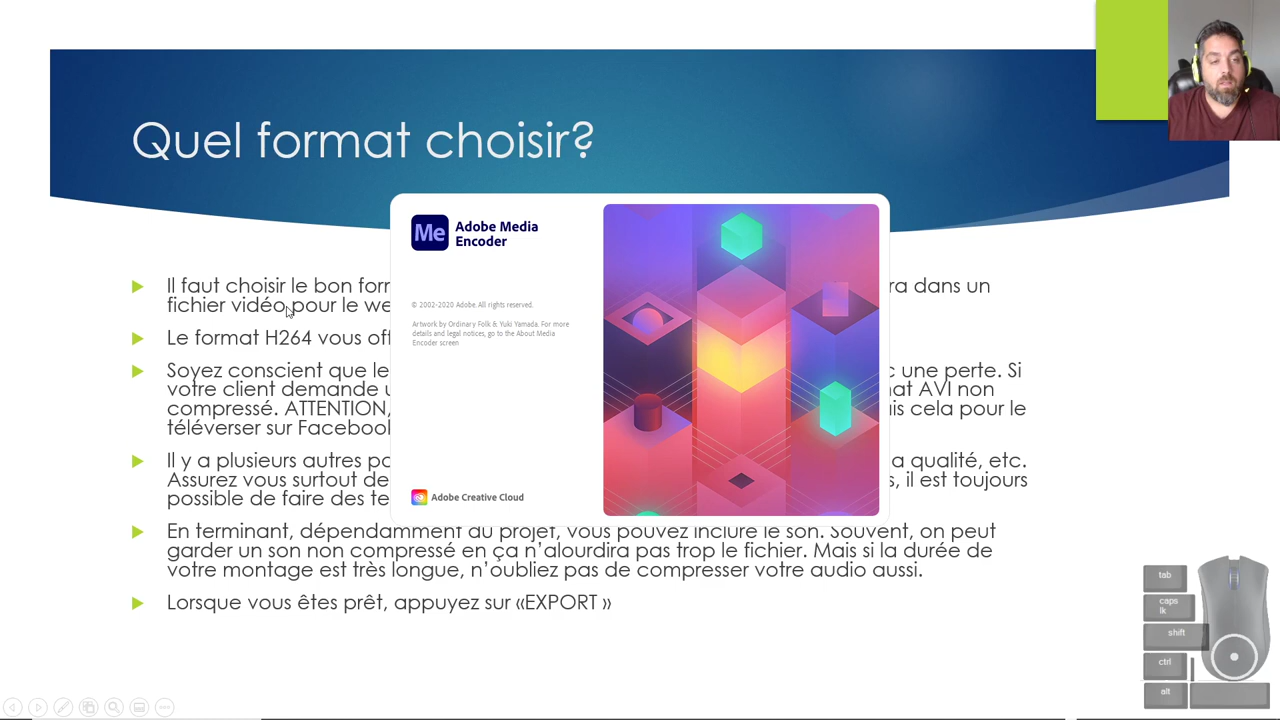 Quel format choisir?
Il faut choisir le bon for
ra dans un
fichier vidéo pour le we
Le format H264 vous off
Soyez conscient que le
c une perte. Si
votre client demande u
nat AVI non
compressé. ATTENTION,
is cela pour le
téléverser sur Facebook
Il y a plusieurs autres pa
a qualité, etc.
Assurez vous surtout de
s, il est toujours
possible de faire des te
En terminant, dépendamment du projet, vous pouvez inclure le son. Souvent, on peut
garder un son non compressé en ça n’alourdira pas trop le fichier. Mais si la durée de
votre montage est très longue, n’oubliez pas de compresser votre audio aussi.
Lorsque vous êtes prêt, appuyez sur «EXPORT »
Me
Adobe Media
Encoder
© 2002-2020 Adobe. All rights reserved.
Artwork by Ordinary Folk & Yuki Yamada. For more
details and legal notices, go to the About Media
Encoder screen
Adobe Creative Cloud
tab
caps
lk
shift
ctrl
alt